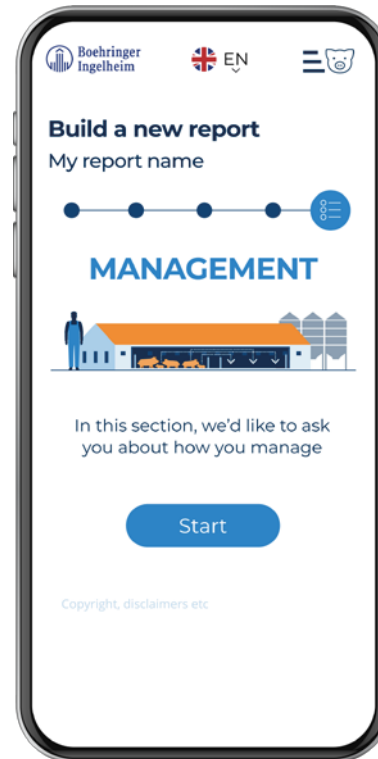 Boehringer
Ingelheim
EN
Build a new report
My report name
MANAGEMENT
In this section, we'd like to ask
you about how you manage
Start
Copyright, disclaimers etc